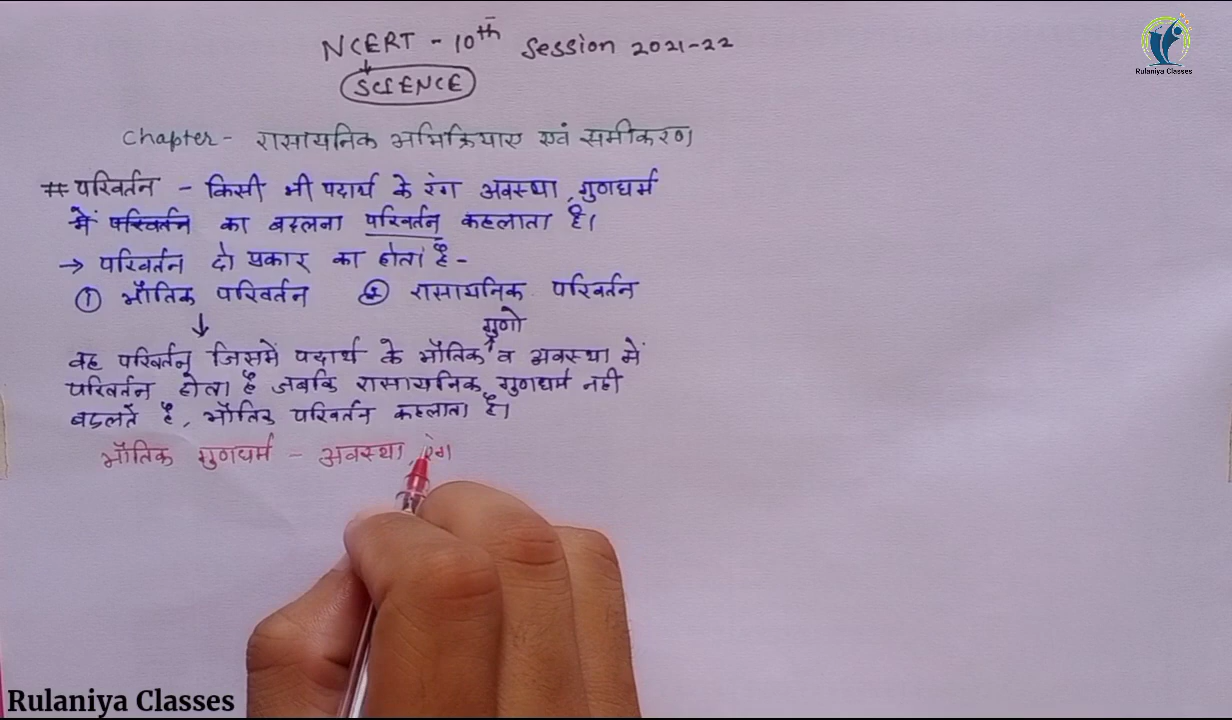 NCERT - 10th Session 2021-22
SCIENCE
Rulaniya Classes
Chapter - रासायनिक अभिक्रियाए एवं समीकरण
# परिवर्तन - किसी भी पदार्थ के रंग अवस्था, गुणधर्म
में परिवर्तन का बदलना परिवर्तन कहलाता है।
→ परिवर्तन दो प्रकार का होता है -
① भौतिक परिवर्तन ② रासायनिक परिवर्तन
↓
गुणो
वह परिवर्तन जिसमें पदार्थ के भौतिक व अवस्था में
परिवर्तन होता है जबकि रासायनिक गुणधर्म नही
बदलते है, भौतिक परिवर्तन कहलाता है।
भौतिक गुणधर्म - अवस्था, रंग
Rulaniya Classes